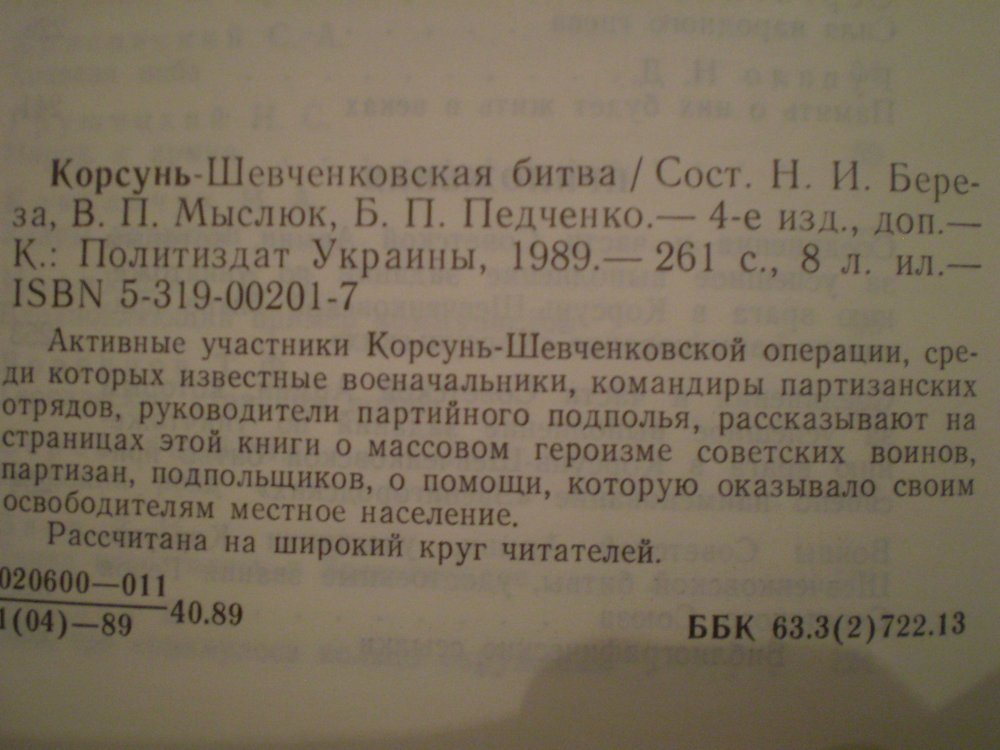 Корсунь-Шевченковская битва / Сост. Н. И. Бере-
за, В. П. Мыслюк, Б. П. Педченко.— 4-е изд., доп.—
К.: Политиздат Украины, 1989.— 261 с., 8 л. ил.—
ISBN 5-319-00201-7
Активные участники Корсунь-Шевченковской операции, сре-
ди которых известные военачальники, командиры партизанских
отрядов, руководители партийного подполья, рассказывают на
страницах этой книги о массовом героизме советских воинов,
партизан, подпольщиков, о помощи, которую оказывало своим
освободителям местное население.
Рассчитана на широкий круг читателей.
020600—011
1(04)—89
40.89
ББК 63.3(2)722.13